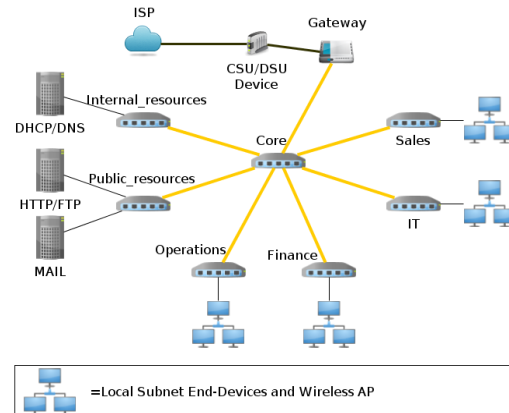 ISP
Gateway
CSU/DSU
Device
Internal_resources
DHCP/DNS
Core
Sales
Public_resources
HTTP/FTP
IT
MAIL
Operations
Finance
=Local Subnet End-Devices and Wireless AP